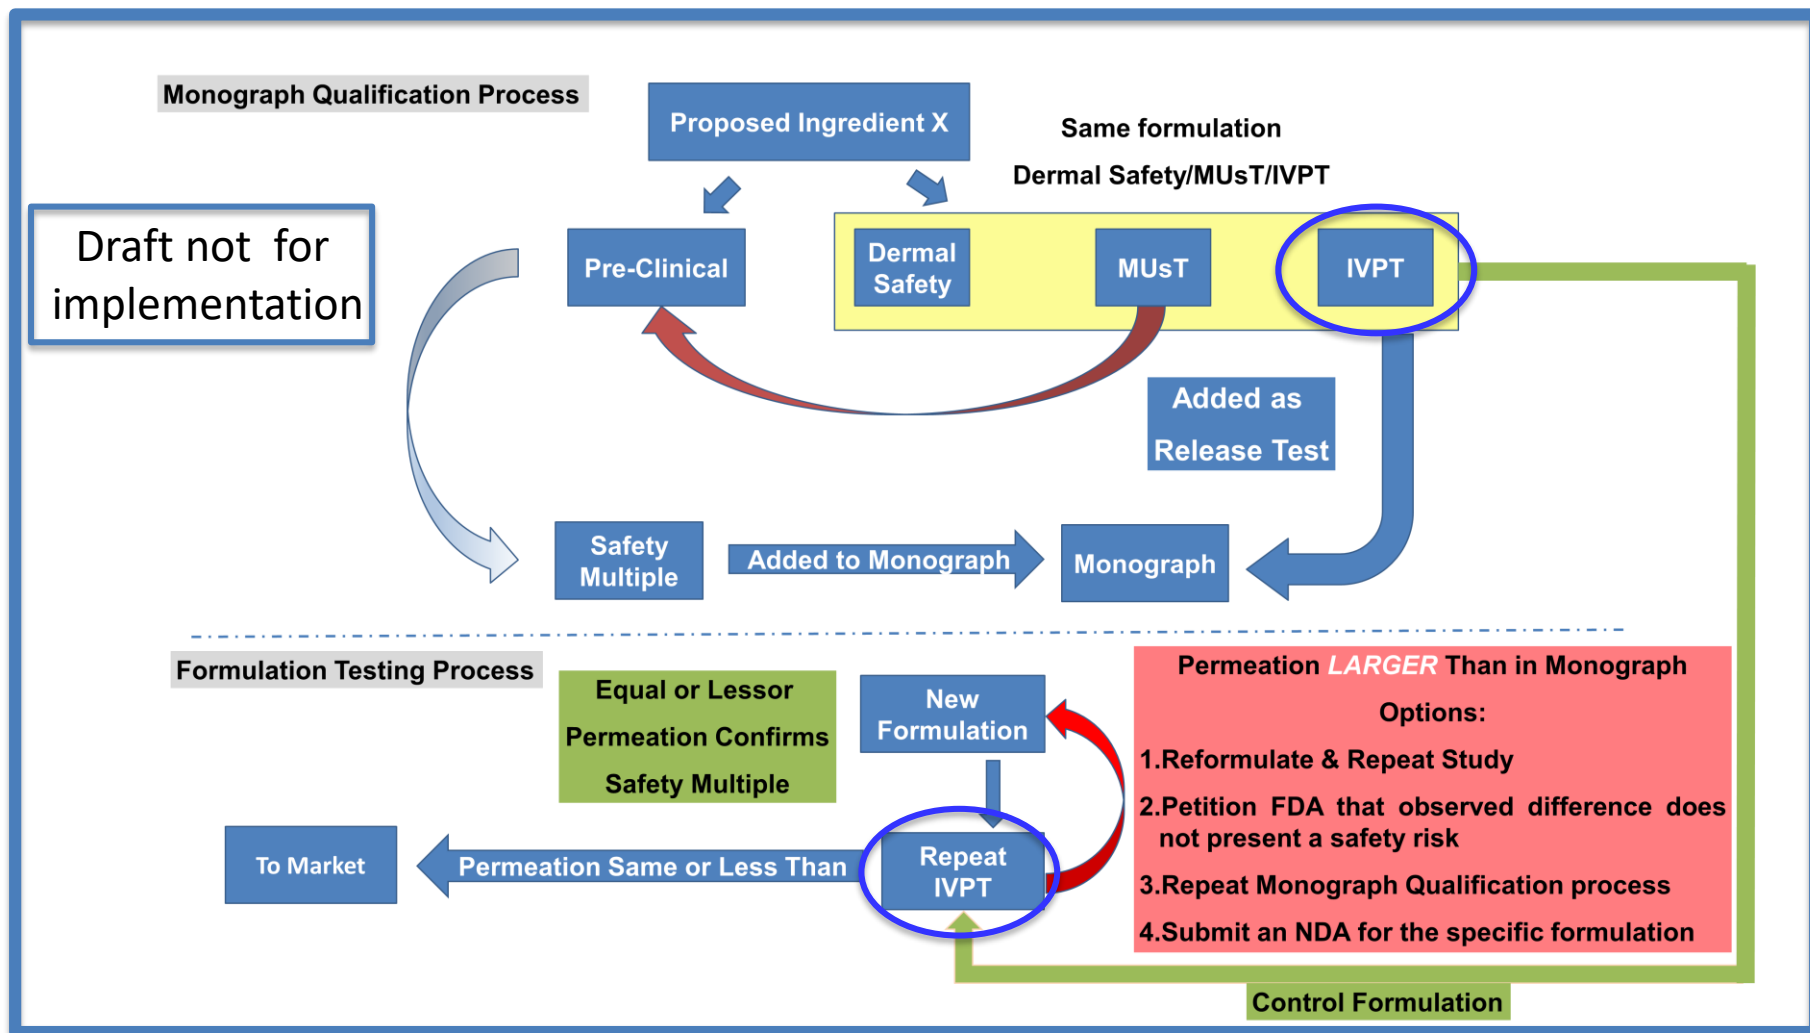 Monograph Qualification Process
Proposed Ingredient X
Same formulation
Dermal Safety/MUsT/IVPT
Draft not for
implementation
Pre-Clinical
Dermal
Safety
MUsT
IVPT
Added as
Release Test
Safety
Multiple
Added to Monograph
Monograph
Formulation Testing Process
Equal or Lessor
Permeation Confirms
Safety Multiple
New
Formulation
Permeation LARGER Than in Monograph
Options:
1.Reformulate & Repeat Study
2.Petition FDA that observed difference does
not present a safety risk
3.Repeat Monograph Qualification process
4.Submit an NDA for the specific formulation
To Market
Permeation Same or Less Than
Repeat
IVPT
Control Formulation